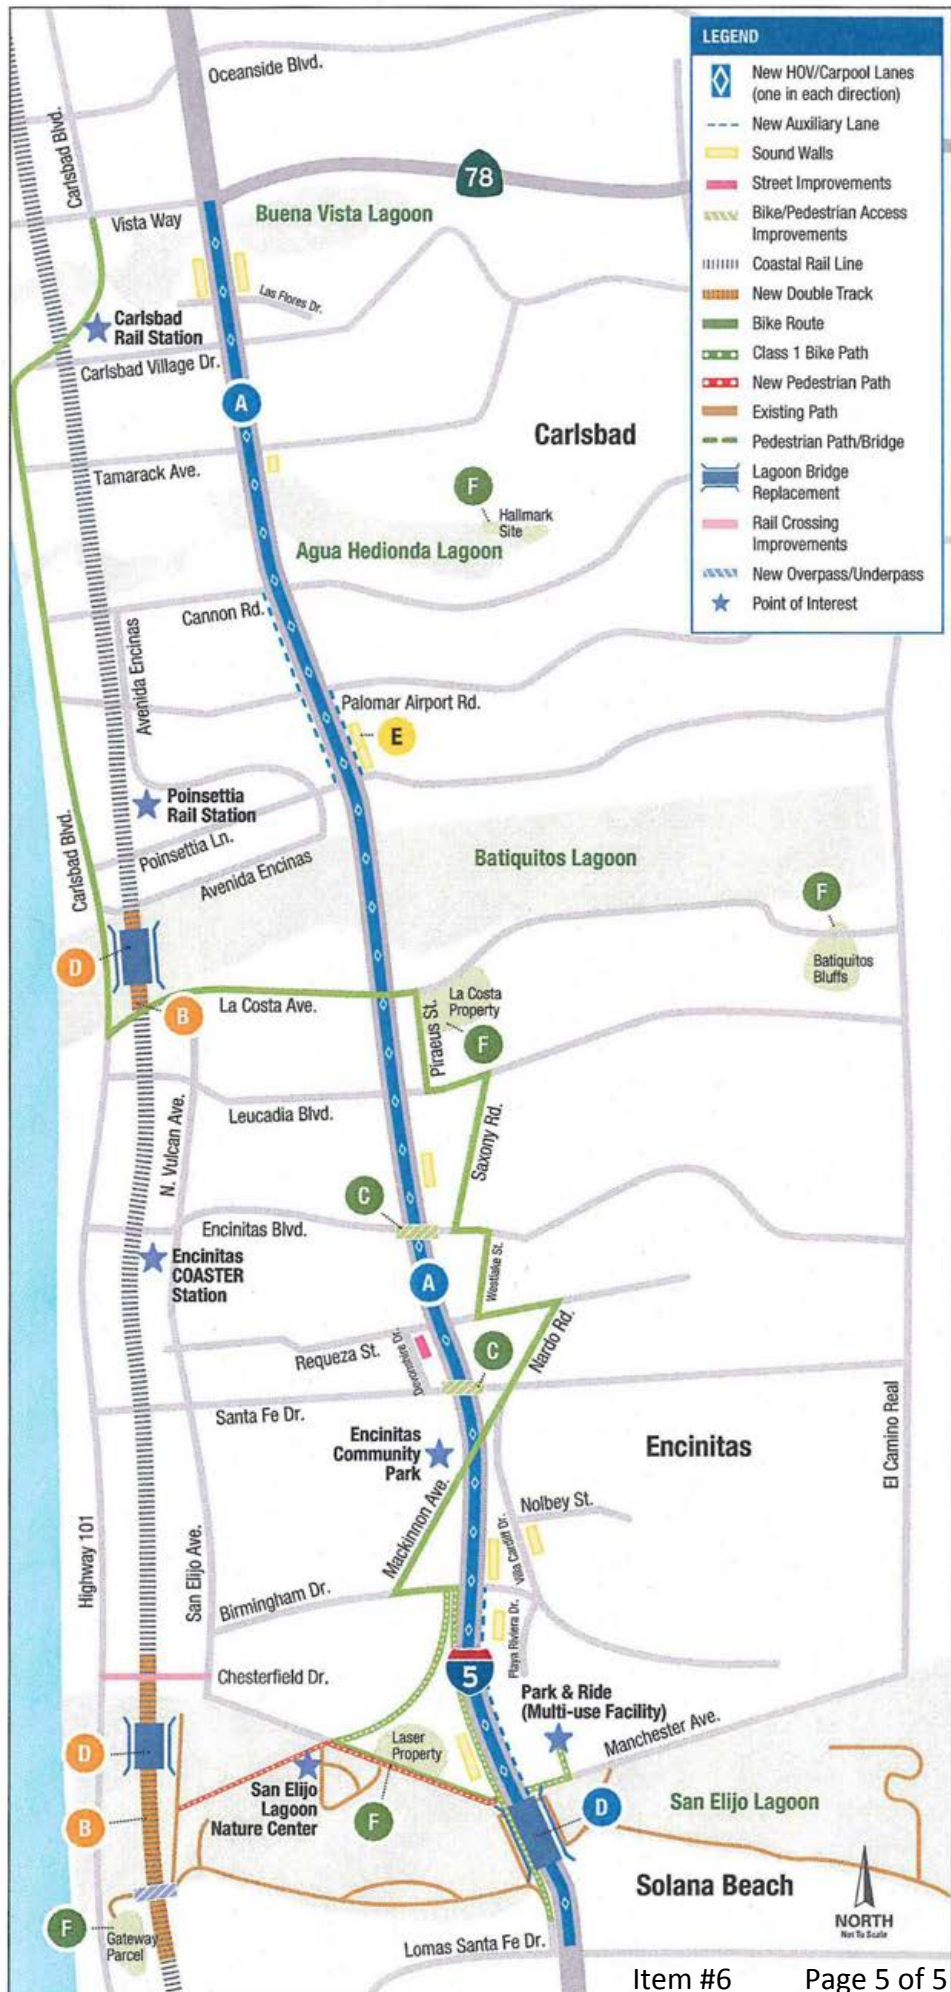 LEGEND
New HOV/Carpool Lanes
(one in each direction)
New Auxiliary Lane
Sound Walls
Street Improvements
Bike/Pedestrian Access
Improvements
Coastal Rail Line
New Double Track
Bike Route
Class 1 Bike Path
New Pedestrian Path
Existing Path
Pedestrian Path/Bridge
Lagoon Bridge
Replacement
Rail Crossing
Improvements
New Overpass/Underpass
Point of Interest
Oceanside Blvd.
Carlsbad Blvd.
78
Vista Way
Buena Vista Lagoon
Las Flores Dr.
Carlsbad
Rail Station
Carlsbad Village Dr.
A
Carlsbad
Tamarack Ave.
F
Hallmark
Site
Agua Hedionda Lagoon
Cannon Rd.
Avenida Encinas
Palomar Airport Rd.
E
Poinsettia
Rail Station
Carlsbad Blvd.
Poinsettia Ln.
Avenida Encinas
Batiquitos Lagoon
F
Batiquitos
Bluffs
D
B
La Costa Ave.
La Costa
Property
Piraeus St.
F
Leucadia Blvd.
N. Vulcan Ave.
Saxony Rd.
C
Encinitas Blvd.
Encinitas
COASTER
Station
Westlake St.
A
Requeza St.
Devonshire Dr.
C
Nardo Rd.
Santa Fe Dr.
Encinitas
Community
Park
Encinitas
El Camino Real
Highway 101
San Elijo Ave.
Mackinnon Ave.
Nolbey St.
Villa Cardiff Dr.
Birmingham Dr.
Playa Riviera Dr.
5
Chesterfield Dr.
Park & Ride
(Multi-use Facility)
Manchester Ave.
D
Laser
Property
San Elijo
Lagoon
Nature Center
F
D
San Elijo Lagoon
B
Solana Beach
F
Gateway
Parcel
Lomas Santa Fe Dr.
NORTH
Not To Scale
Item #6
Page 5 of 5